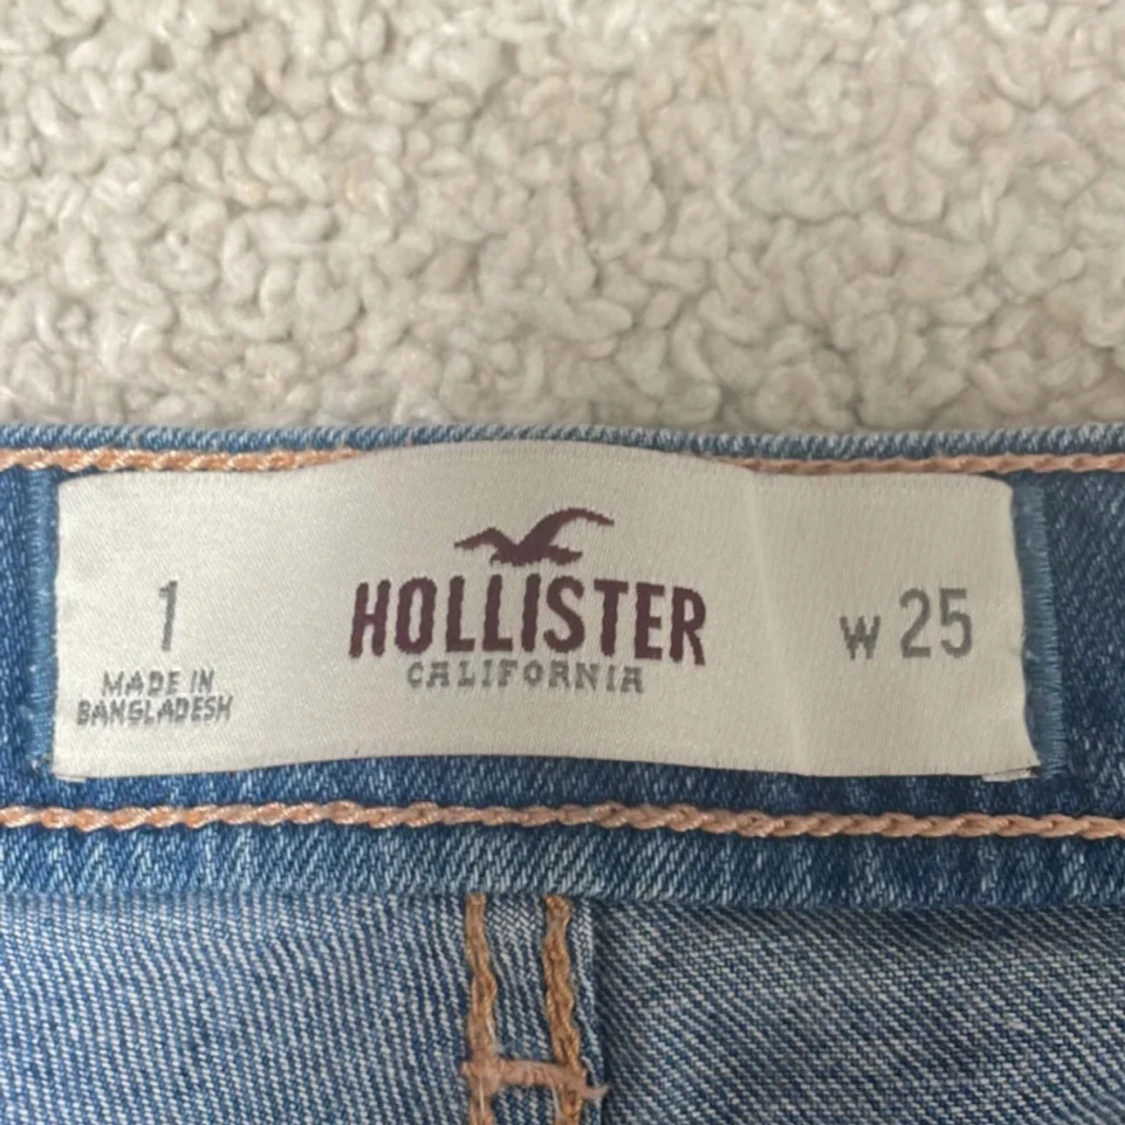 1
MADE IN
BANGLADESH
HOLLISTER
CALIFORNIA
W 25